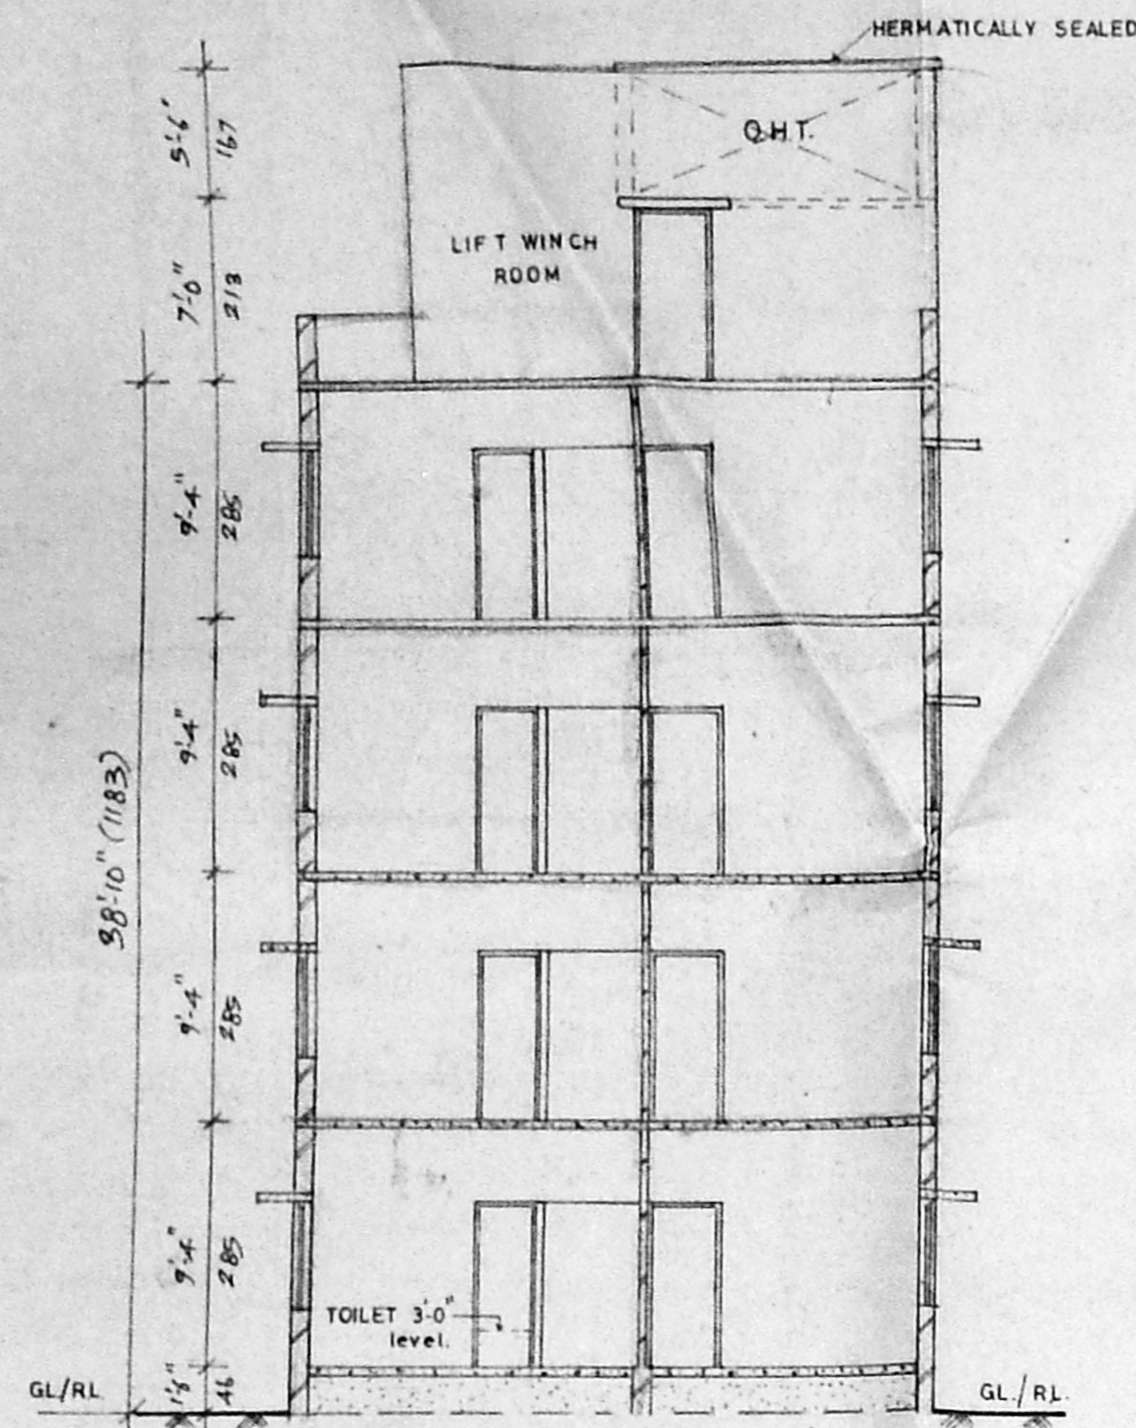 HERMATICALLY SEALED
5'-6"
167
O.H.T.
LIFT WINCH
ROOM
7'-0"
213
9'-4"
285
9'-4"
285
38'-10" (1183)
9'-4"
285
9'-4"
285
TOILET 3'-0"
level.
1'-6"
46
GL/RL
GL./RL.